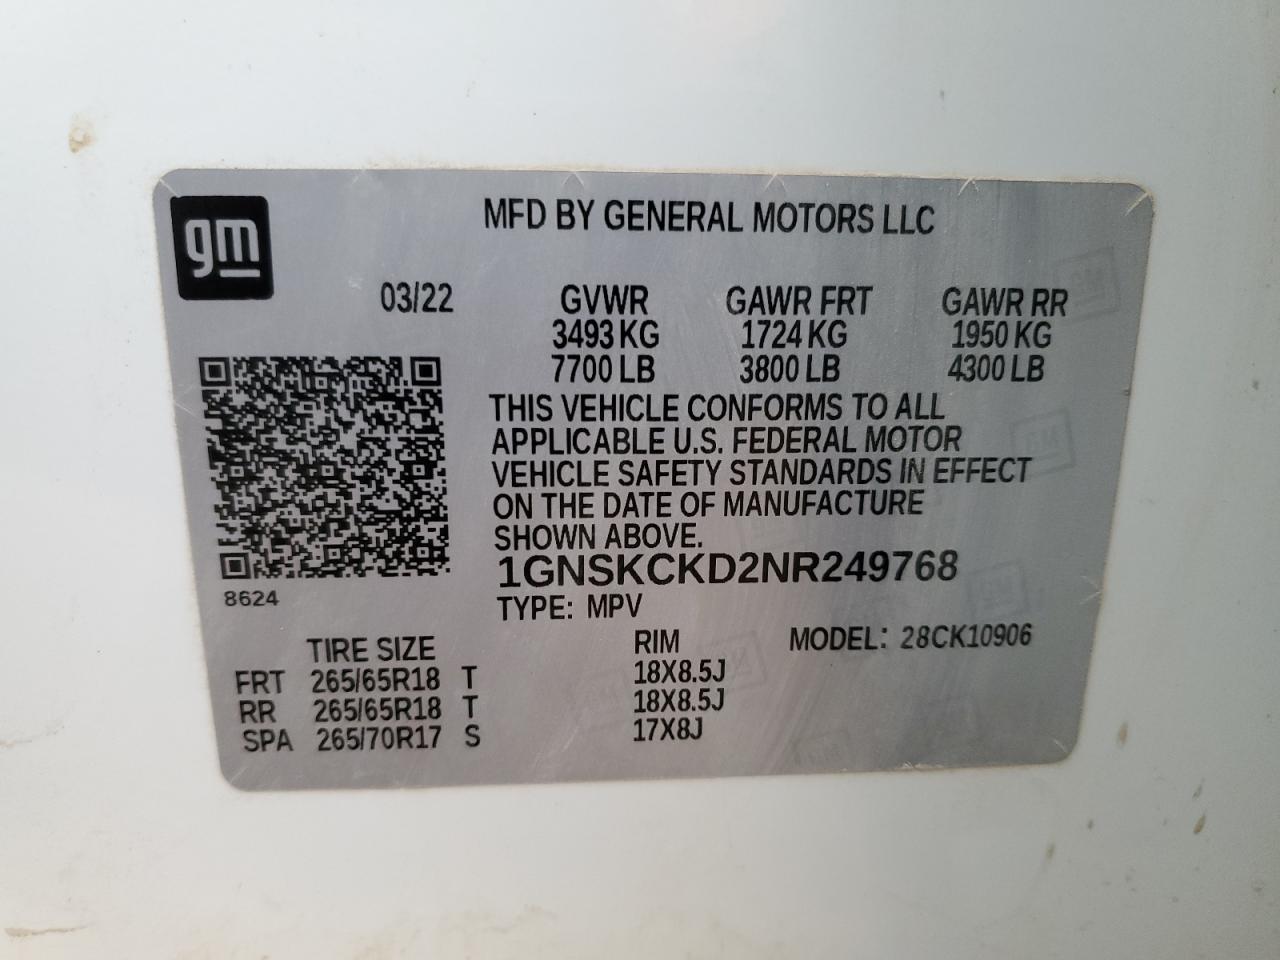 gm
MFD BY GENERAL MOTORS LLC
03/22 GVWR GAWR FRT GAWR RR
3493 KG 1724 KG 1950 KG
7700 LB 3800 LB 4300 LB
THIS VEHICLE CONFORMS TO ALL
APPLICABLE U.S. FEDERAL MOTOR
VEHICLE SAFETY STANDARDS IN EFFECT
ON THE DATE OF MANUFACTURE
SHOWN ABOVE.
1GNSKCKD2NR249768
8624
TYPE: MPV
TIRE SIZE RIM MODEL: 28CK10906
FRT 265/65R18 T 18X8.5J
RR 265/65R18 T 18X8.5J
SPA 265/70R17 S 17X8J